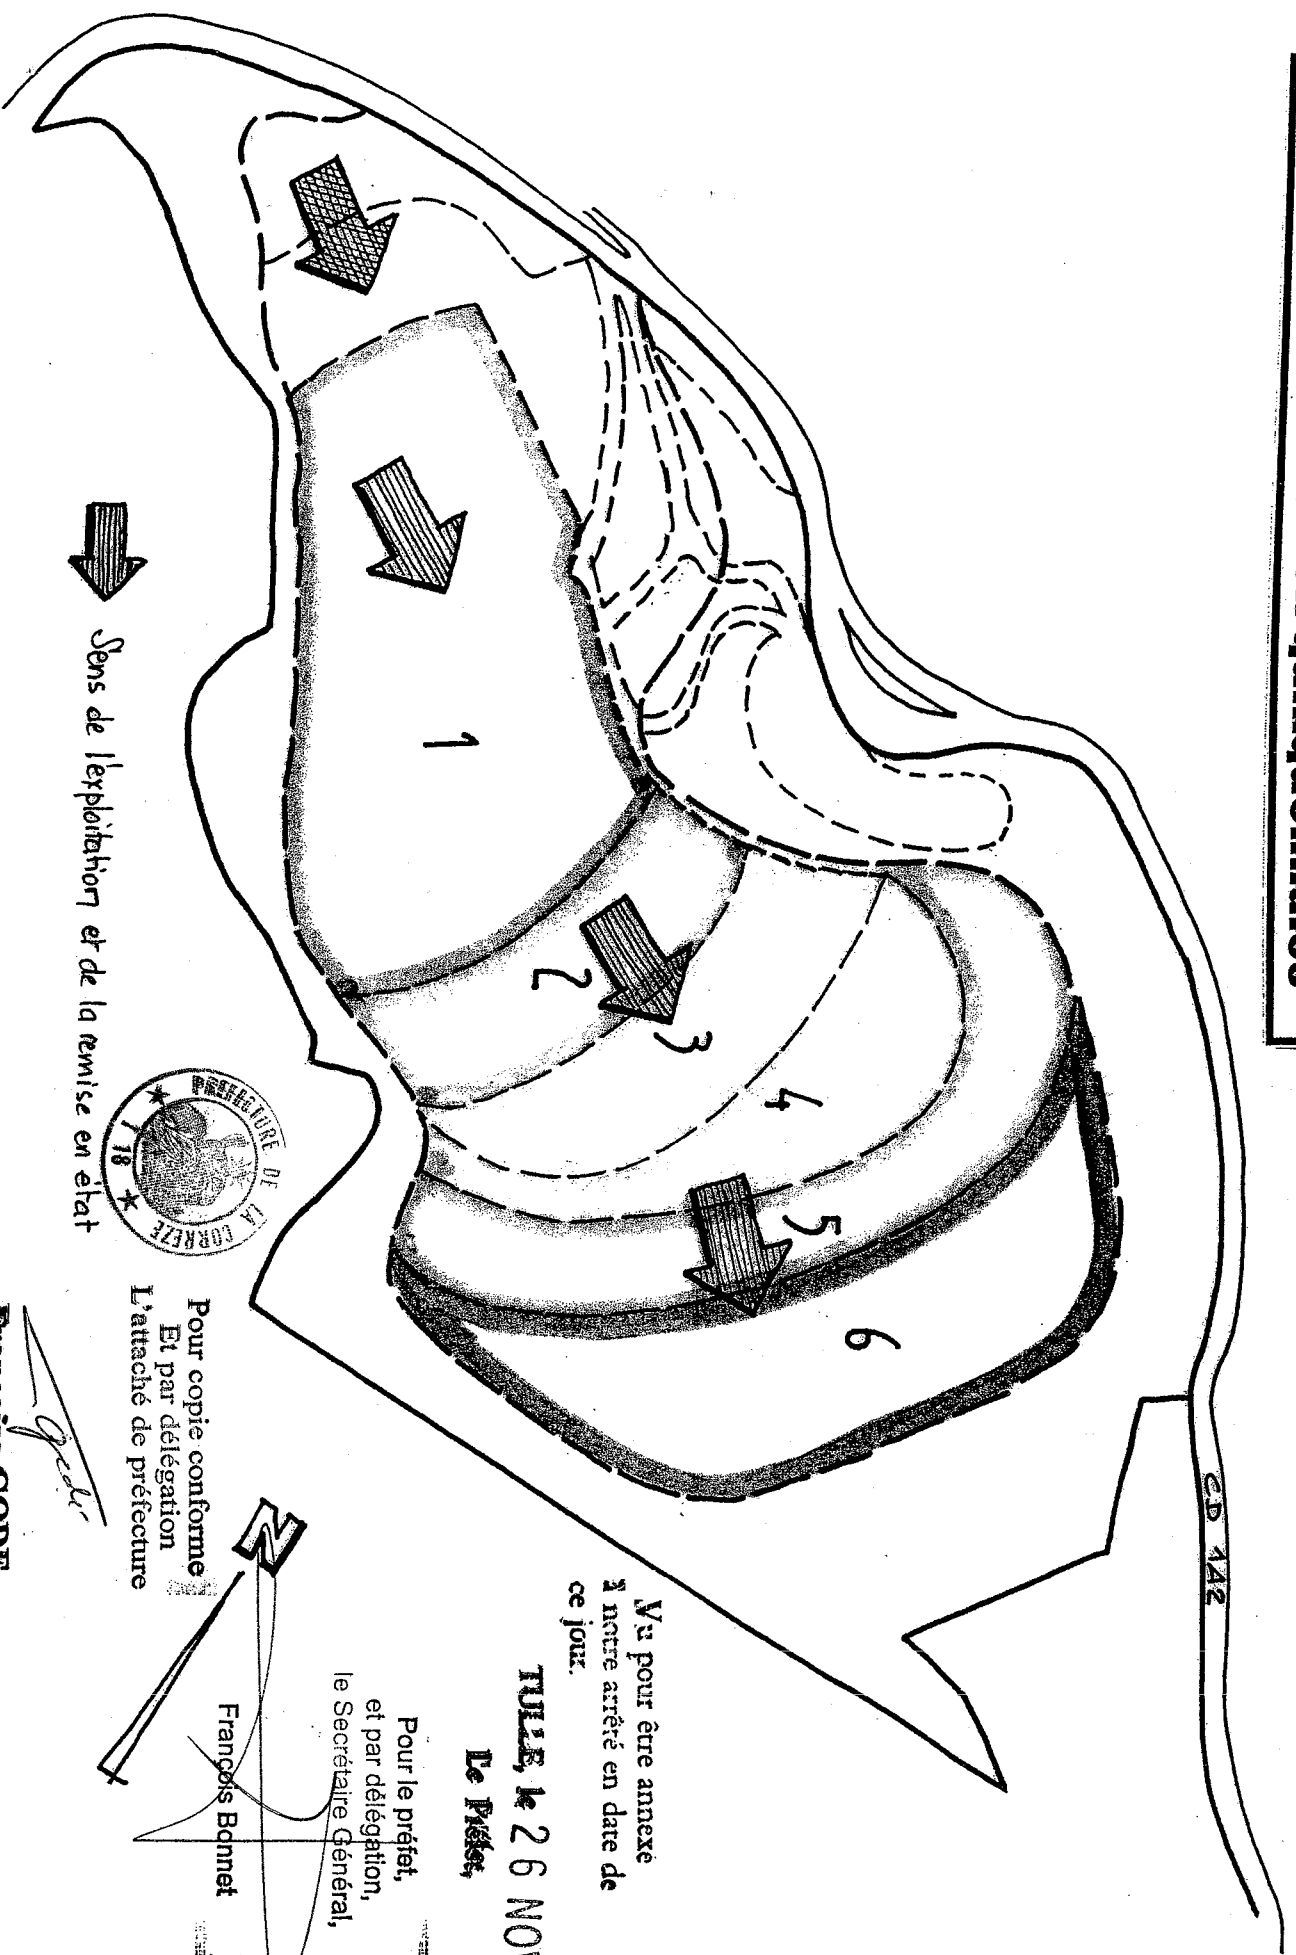 1
2
3
4
5
6
CD 142
Sens de l'exploitation et de la remise en état
PREFECTURE DE LA CORREZE
Pour copie conforme
Et par délégation
L'attaché de préfecture
N
Vu pour être annexé
à notre arrêté en date de
ce jour.
TULLE, le 26 NOV
Le Préfet,
Pour le préfet,
et par délégation,
le Secrétaire Général,
François Bonnet